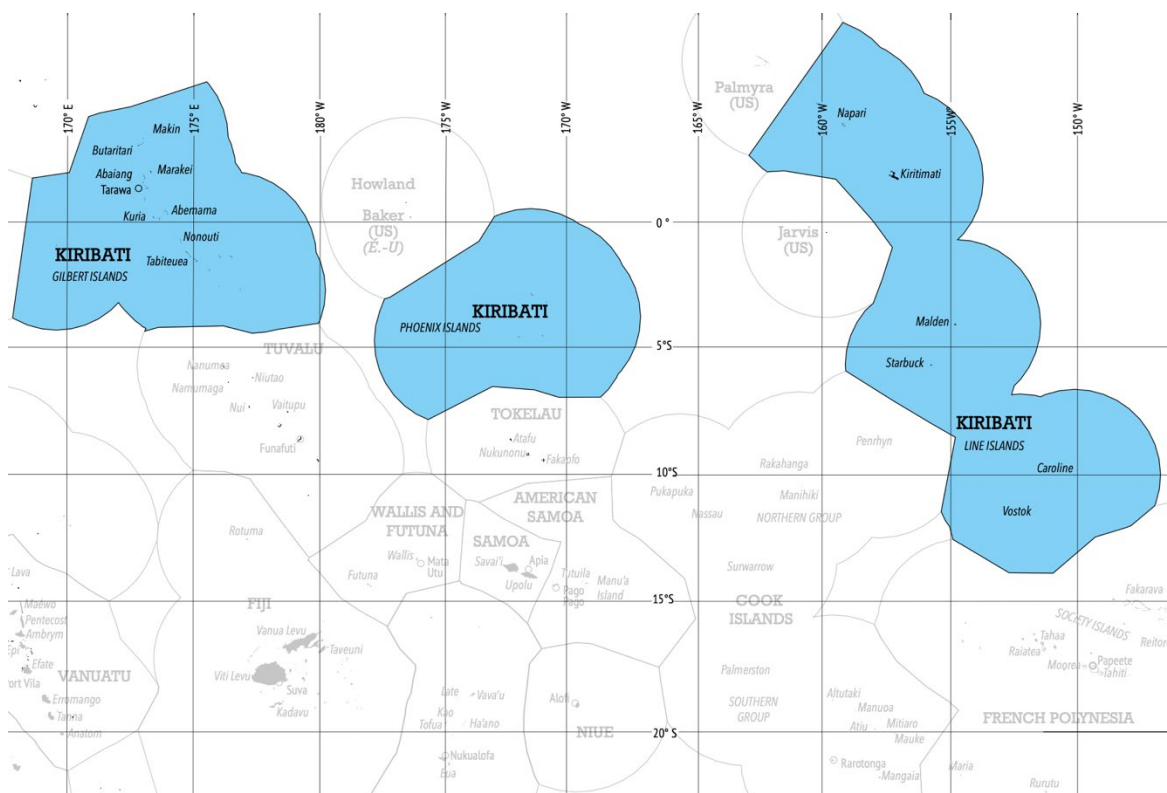 Palmyra
(US)
Napari
170° E
175° E
180° W
175° W
170° W
165° W
160° W
155W°
150° W
Makin
Butaritari
Abaiang
Marakei
Tarawa
Kiritimati
Howland
Kuria
Abemama
Baker
(US)
(É.-U)
0°
Nonouti
Jarvis
(US)
KIRIBATI
GILBERT ISLANDS
Tabiteuea
KIRIBATI
PHOENIX ISLANDS
Malden
TUVALU
5°S
Starbuck
Nanumea
Niutao
Namumaga
Nui
Vaitupu
Funafuti
TOKELAU
Atafu
Nukunonu
Fakaofo
KIRIBATI
LINE ISLANDS
Penrhyn
Caroline
Rakahanga
10°S
Pukapuka
Manihiki
Nassau
NORTHERN GROUP
Vostok
WALLIS AND
FUTUNA
AMERICAN
SAMOA
Rotuma
SAMOA
Wallis
Mata
Utu
Savai'i
Apia
Futuna
Upolu
Tutuila
Pago
Pago
Manu'a
Island
Surwarrow
Lava
FIJI
15°S
COOK
ISLANDS
Fakarava
SOCIETY ISLANDS
Maéwo
Pentecost
Ambrym
Epi
Efate
ort Vila
VANUATU
Vanua Levu
Taveuni
Viti Levu
Suva
Kadavu
Tahaa
Raiatea
Reitor
Moorea
Papeete
Tahiti
Palmerston
Erromango
Tanna
Anatom
Late
Vava'u
Kao
Tofua
Ha'ano
Alofi
NIUE
SOUTHERN
GROUP
Altutaki
Manuoa
Atiu
Mitiaro
Mauke
FRENCH POLYNESIA
20°S
Nukualofa
Eua
Rarotonga
Mangaia
Maria
Rurutu